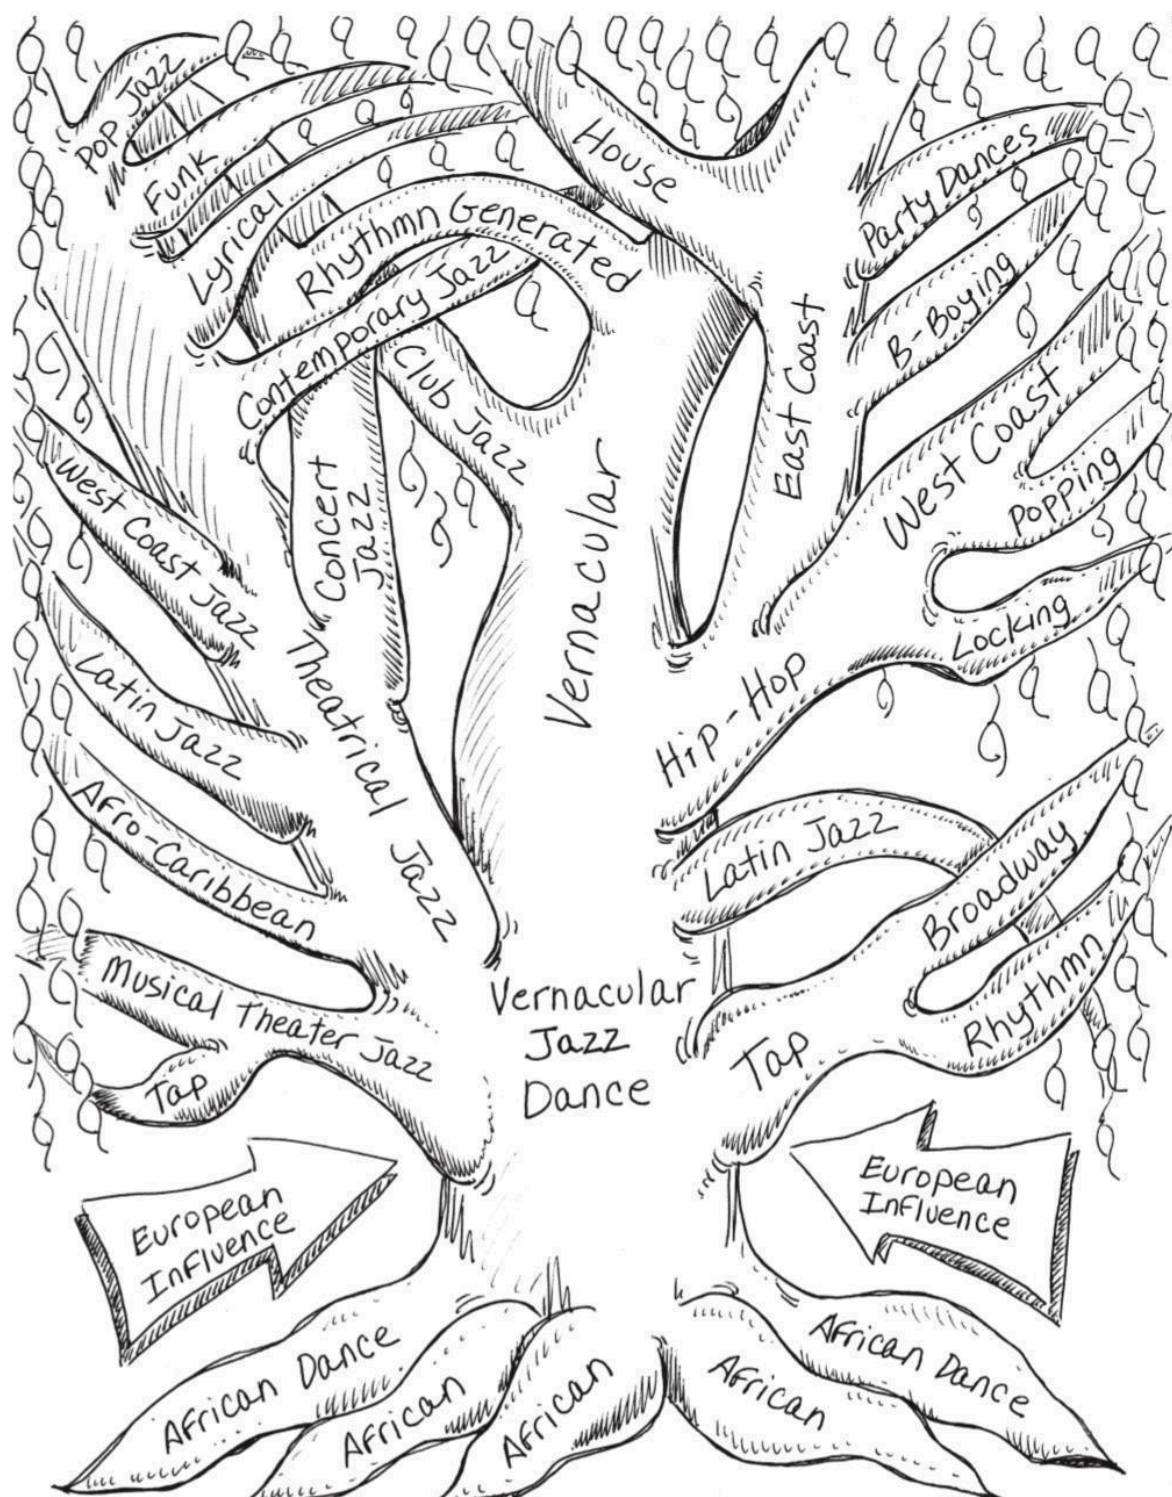 Pop Jazz
Funk
Lyrical
Rhythmn Generated
Contemporary Jazz
Club Jazz
Concert
Jazz
House
Party Dances
B-Boying
East Coast
West Coast
Popping
Locking
Vernacular
Hip-Hop
West Coast Jazz
Latin Jazz
Afro-Caribbean
Theatrical Jazz
Musical Theater Jazz
Tap
Latin Jazz
Broadway
Rhythmn
Tap
Vernacular
Jazz
Dance
European
Influence
European
Influence
African Dance
African
African
African
African Dance